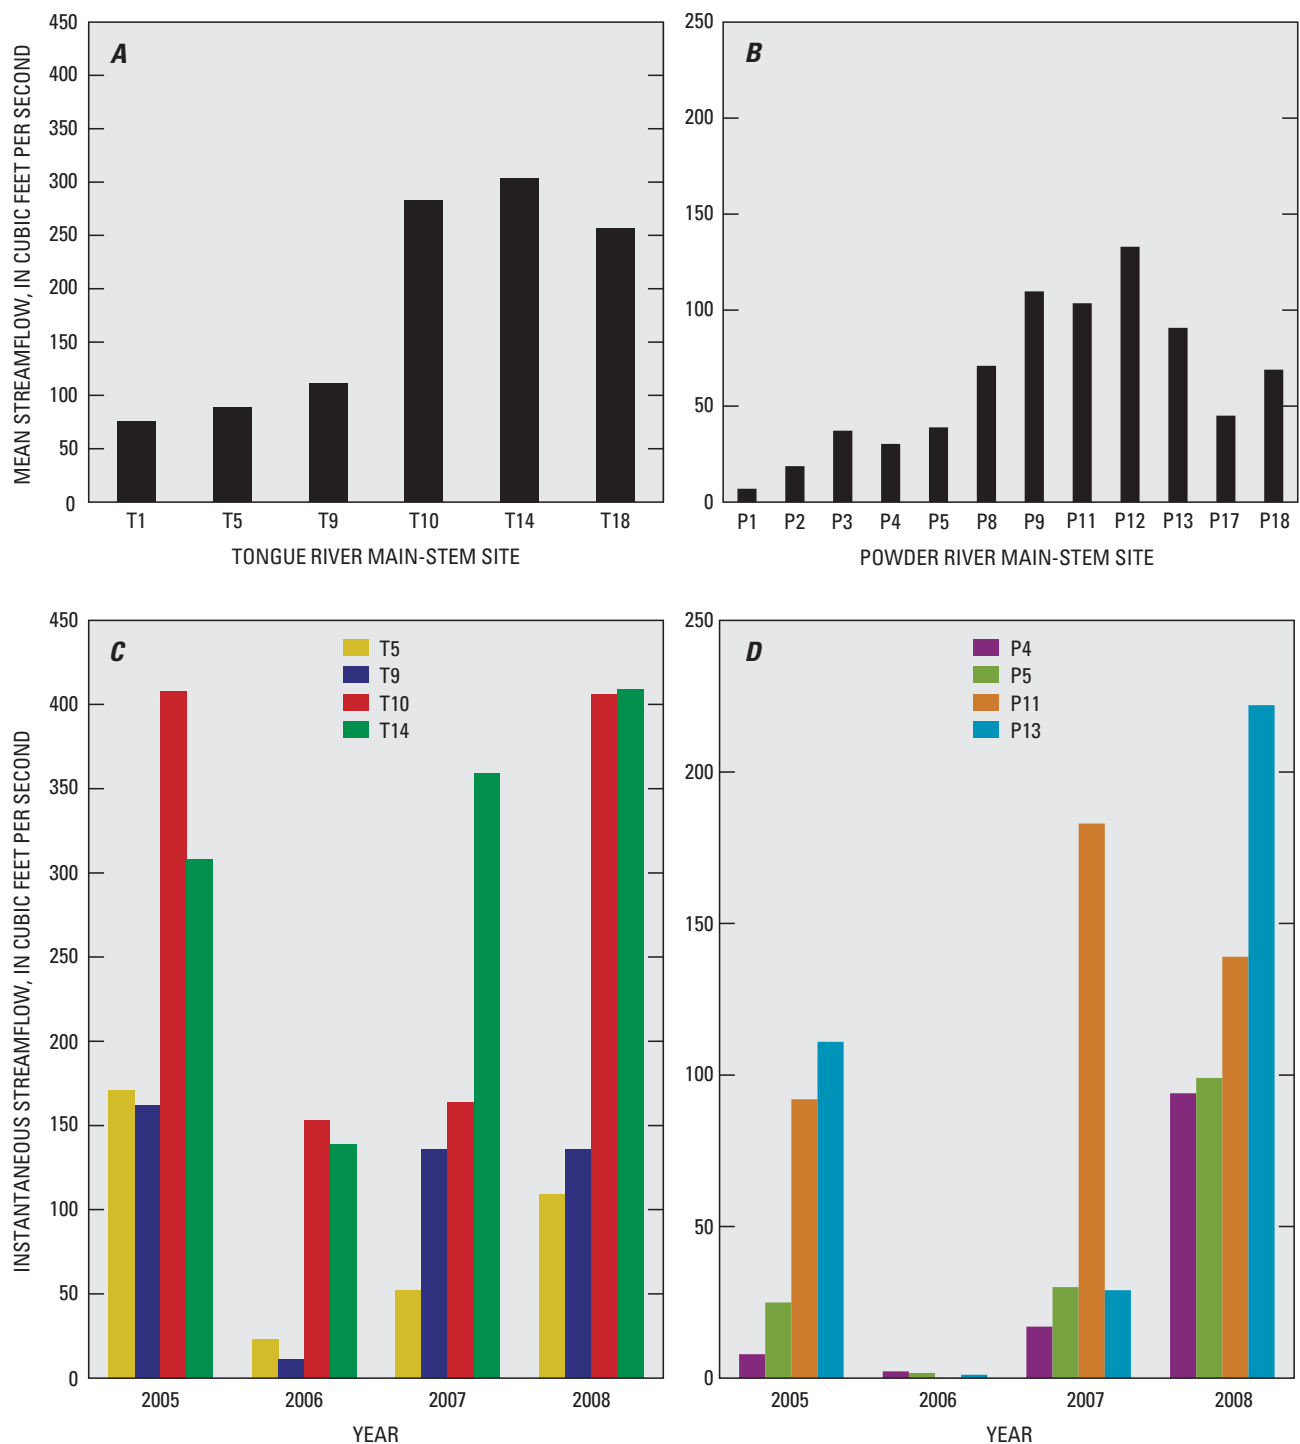 A
450
400
350
300
250
200
150
100
50
0
MEAN STREAMFLOW, IN CUBIC FEET PER SECOND
T1 T5 T9 T10 T14 T18
TONGUE RIVER MAIN-STEM SITE
B
250
200
150
100
50
0
P1 P2 P3 P4 P5 P8 P9 P11 P12 P13 P17 P18
POWDER RIVER MAIN-STEM SITE
C
450
400
350
300
250
200
150
100
50
0
INSTANTANEOUS STREAMFLOW, IN CUBIC FEET PER SECOND
T5
T9
T10
T14
2005 2006 2007 2008
YEAR
D
250
200
150
100
50
0
P4
P5
P11
P13
2005 2006 2007 2008
YEAR